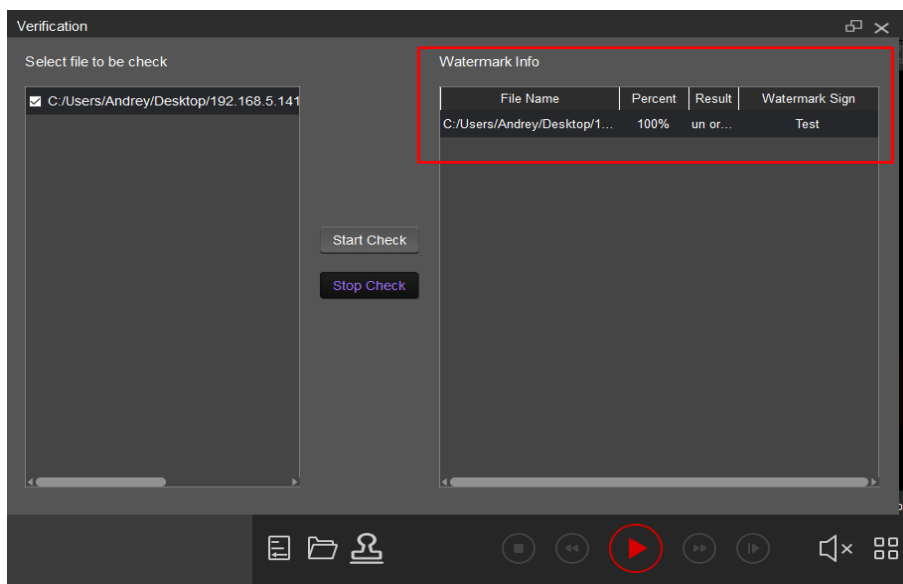 Verification
Select file to be check
C:/Users/Andrey/Desktop/192.168.5.141
Start Check
Stop Check
Watermark Info
File Name Percent Result Watermark Sign
C:/Users/Andrey/Desktop/1... 100% un or... Test